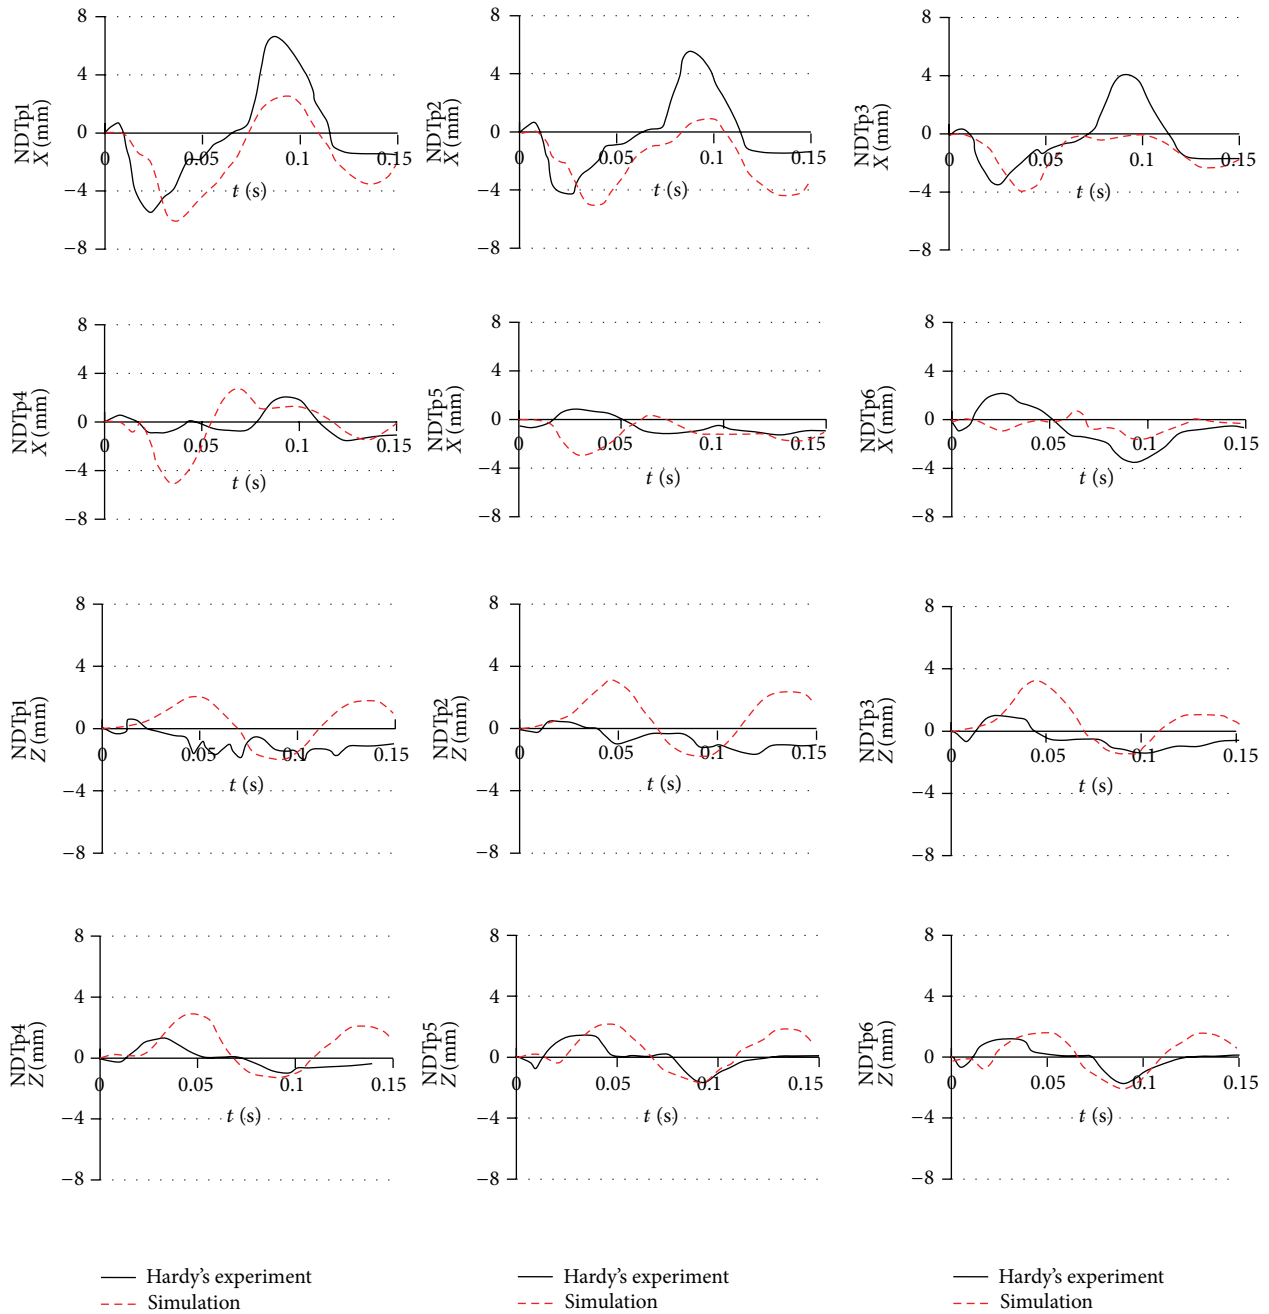 8 8 8
4 4 4
NDTp1 X (mm) 0 0 0.05 0.1 0.15 NDTp2 X (mm) 0 0 0.05 0.1 0.15 NDTp3 X (mm) 0 0 0.05 0.1 0.15
−4 t (s) −4 t (s) −4 t (s)
−8 −8 −8
8 8 8
4 4 4
NDTp4 X (mm) 0 0 0.05 0.1 0.15 NDTp5 X (mm) 0 0 0.05 0.1 0.15 NDTp6 X (mm) 0 0 0.05 0.1 0.15
−4 t (s) −4 t (s) −4 t (s)
−8 −8 −8
8 8 8
4 4 4
NDTp1 Z (mm) 0 0 0.05 0.1 0.15 NDTp2 Z (mm) 0 0 0.05 0.1 0.15 NDTp3 Z (mm) 0 0 0.05 0.1 0.15
−4 t (s) −4 t (s) −4 t (s)
−8 −8 −8
8 8 8
4 4 4
NDTp4 Z (mm) 0 0 0.05 0.1 0.15 NDTp5 Z (mm) 0 0 0.05 0.1 0.15 NDTp6 Z (mm) 0 0 0.05 0.1 0.15
−4 t (s) −4 t (s) −4 t (s)
−8 −8 −8
Hardy's experiment Hardy's experiment Hardy's experiment
Simulation Simulation Simulation